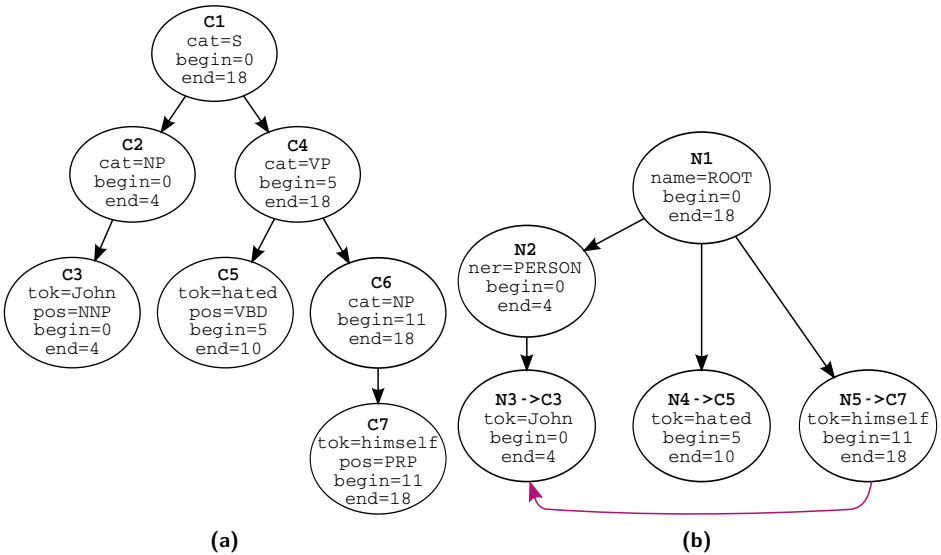 C1
cat=S
begin=0
end=18
C2
cat=NP
begin=0
end=4
C4
cat=VP
begin=5
end=18
C3
tok=John
pos=NNP
begin=0
end=4
C5
tok=hated
pos=VBD
begin=5
end=10
C6
cat=NP
begin=11
end=18
C7
tok=himself
pos=PRP
begin=11
end=18
(a)
N1
name=ROOT
begin=0
end=18
N2
ner=PERSON
begin=0
end=4
N3->C3
tok=John
begin=0
end=4
N4->C5
tok=hated
begin=5
end=10
N5->C7
tok=himself
begin=11
end=18
(b)